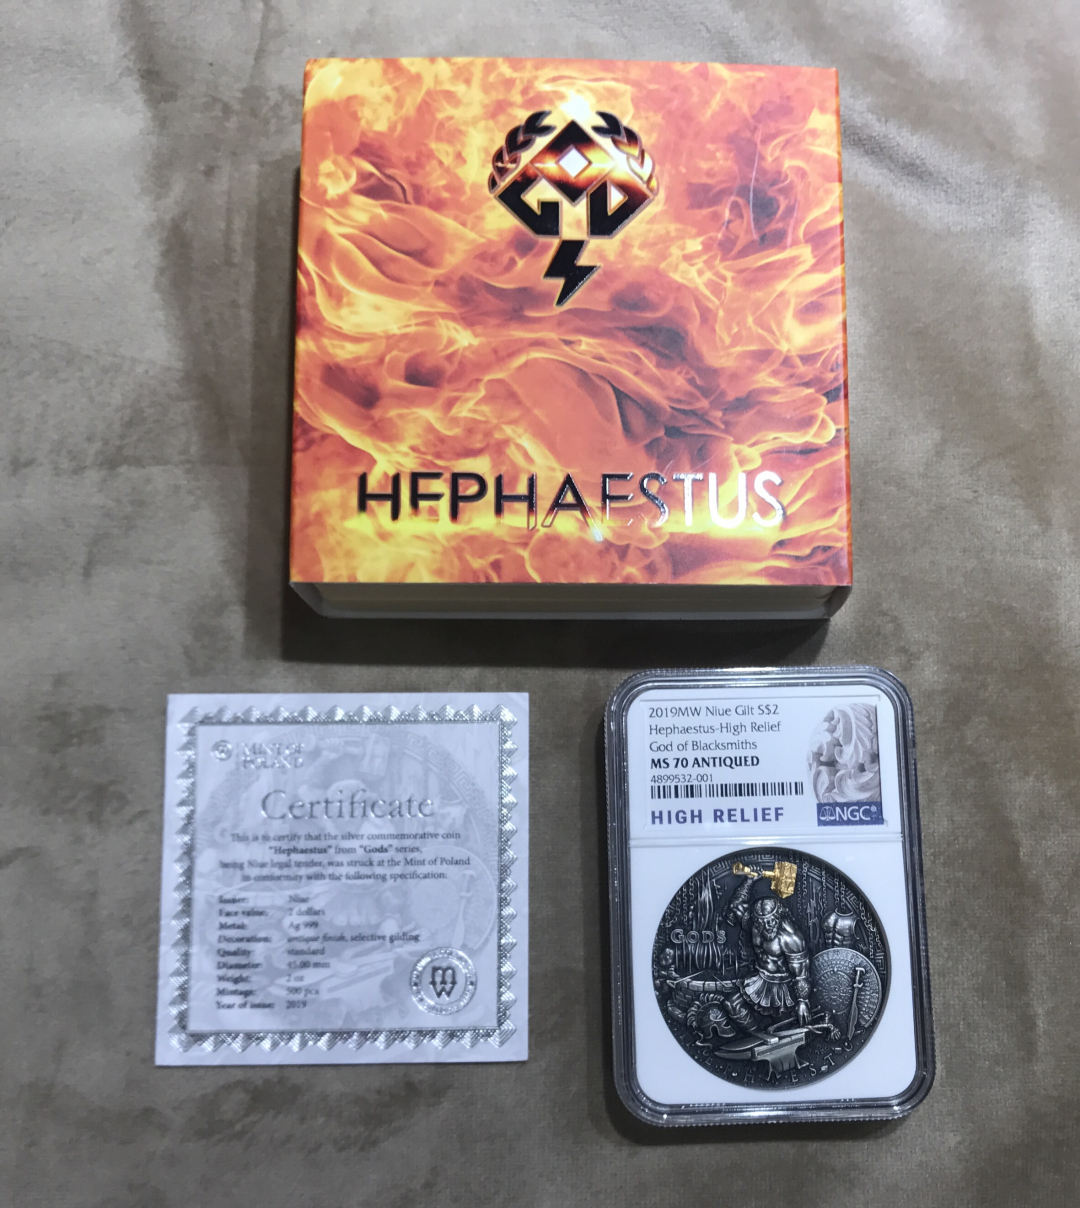 GOD
HEPHAESTUS
MINT OF
POLAND
Certificate
This is to certify that the silver commemorative coin
"Hephaestus" from "Gods" series,
being Niue legal tender, was struck at the Mint of Poland
in conformity with the following specification:
Issuer: Niue
Face value: 2 dollars
Metal: Ag 999
Decoration: antique finish, selective gilding
Quality: standard
Diameter: 45.00 mm
Weight: 2 oz
Mintage: 500 pcs
Year of issue: 2019
2019MW Niue Gilt S$2
Hephaestus-High Relief
God of Blacksmiths
MS 70 ANTIQUED
4899532-001
HIGH RELIEF
NGC
GODS